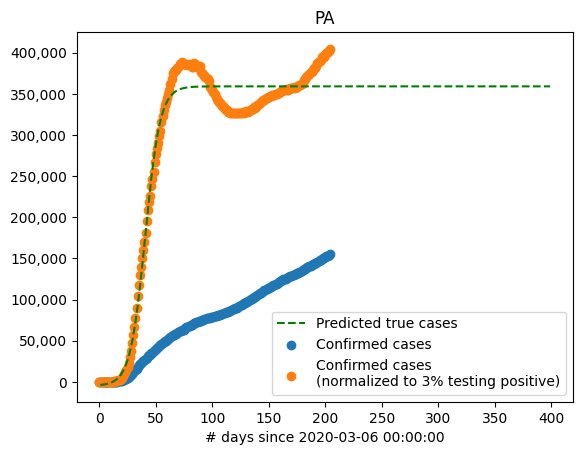 PA
400,000
350,000
300,000
250,000
200,000
150,000
100,000
50,000
0
Predicted true cases
Confirmed cases
Confirmed cases
(normalized to 3% testing positive)
0 50 100 150 200 250 300 350 400
# days since 2020-03-06 00:00:00